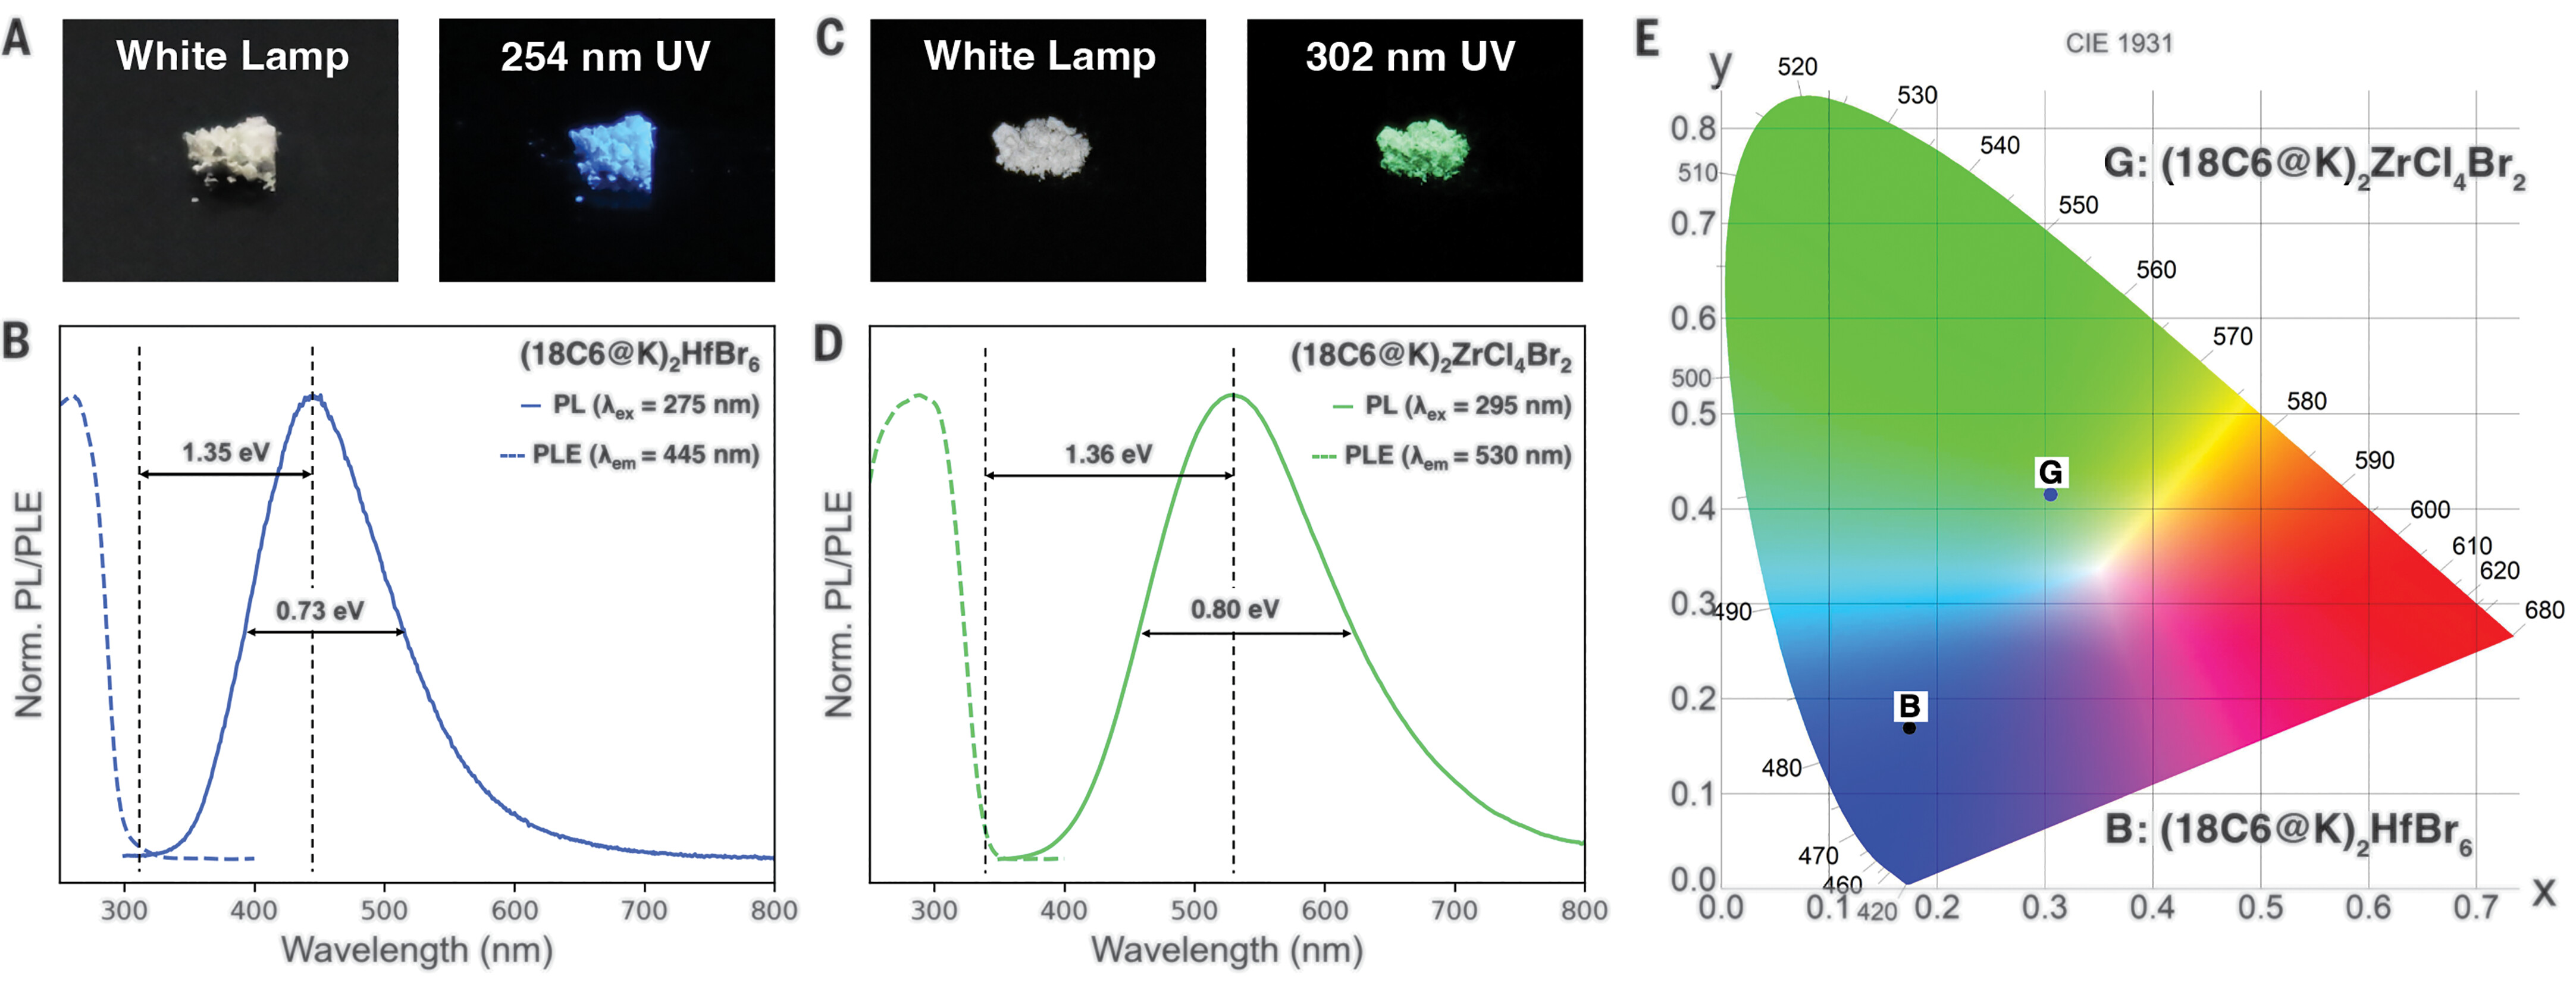 A
White Lamp
254 nm UV
C
White Lamp
302 nm UV
B
(18C6@K)₂HfBr₆
PL (λex = 275 nm)
PLE (λem = 445 nm)
1.35 eV
0.73 eV
Norm. PL/PLE
300 400 500 600 700 800
Wavelength (nm)
D
(18C6@K)₂ZrCl₄Br₂
PL (λex = 295 nm)
PLE (λem = 530 nm)
1.36 eV
0.80 eV
Norm. PL/PLE
300 400 500 600 700 800
Wavelength (nm)
E
CIE 1931
y
0.8
0.7
0.6
0.5
0.4
0.3
0.2
0.1
0.0
0.0 0.1 0.2 0.3 0.4 0.5 0.6 0.7
x
420
460
470
480
490
500
510
520
530
540
550
560
570
580
590
600
610
620
680
G: (18C6@K)₂ZrCl₄Br₂
G
B
B: (18C6@K)₂HfBr₆